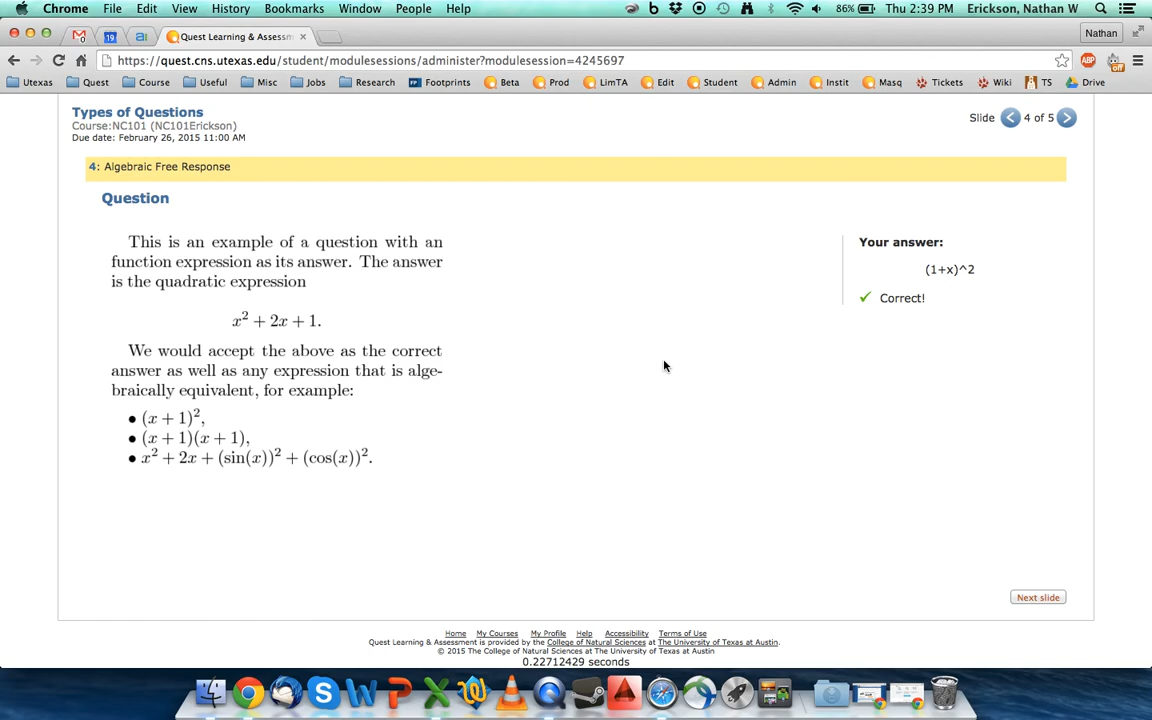 Chrome File Edit View History Bookmarks Window People Help 86% Thu 2:39 PM Erickson, Nathan W
Quest Learning & Assessm Nathan
https://quest.cns.utexas.edu/student/modulesessions/administer?modulesession=4245697
Utexas Quest Course Useful Misc Jobs Research Footprints Beta Prod LimTA Edit Student Admin Instit Masq Tickets Wiki TS Drive
Types of Questions
Course:NC101 (NC101Erickson)
Due date: February 26, 2015 11:00 AM
Slide < 4 of 5 >
4: Algebraic Free Response
Question
This is an example of a question with an
function expression as its answer. The answer
is the quadratic expression
x² + 2x + 1.
We would accept the above as the correct
answer as well as any expression that is alge-
braically equivalent, for example:
• (x + 1)²,
• (x + 1)(x + 1),
• x² + 2x + (sin(x))² + (cos(x))².
Your answer:
(1+x)^2
✓ Correct!
Next slide
Home My Courses My Profile Help Accessibility Terms of Use
Quest Learning & Assessment is provided by the College of Natural Sciences at The University of Texas at Austin.
© 2015 The College of Natural Sciences at The University of Texas at Austin
0.22712429 seconds